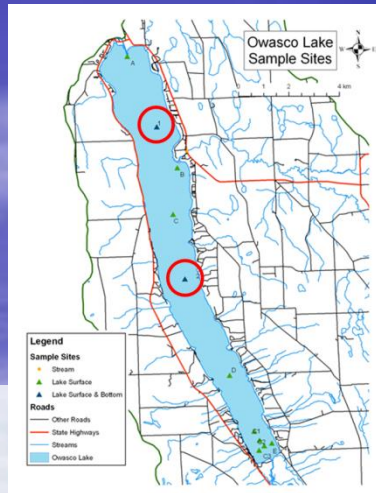 Owasco Lake
Sample Sites
N
W
E
S
0
2
4 km
A
1
B
C
2
D
E
Legend
Sample Sites
Stream
Lake Surface
Lake Surface & Bottom
Roads
Other Roads
State Highways
Streams
Owasco Lake